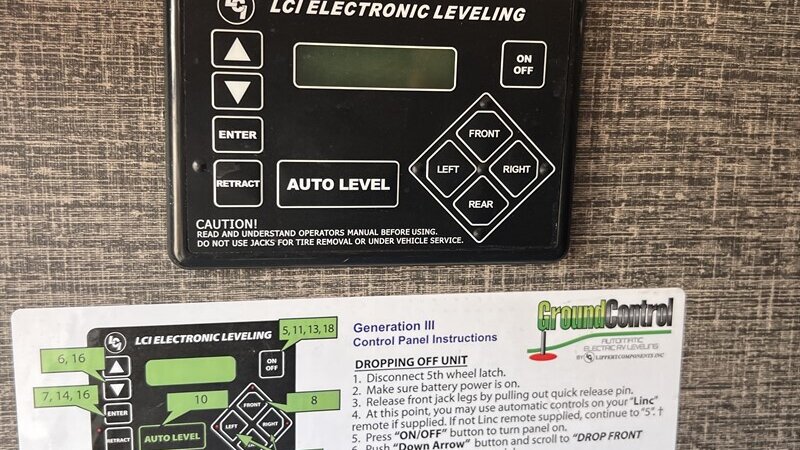 LCI LCI ELECTRONIC LEVELING
ON
OFF
ENTER
RETRACT
AUTO LEVEL
FRONT
LEFT
RIGHT
REAR
CAUTION!
READ AND UNDERSTAND OPERATORS MANUAL BEFORE USING.
DO NOT USE JACKS FOR TIRE REMOVAL OR UNDER VEHICLE SERVICE.
LCI LCI ELECTRONIC LEVELING
5, 11, 13, 18
6, 16
ON
OFF
7, 14, 16
10
8
ENTER
FRONT
LEFT
RIGHT
RETRACT
AUTO LEVEL
Generation III
Control Panel Instructions
GroundControl
AUTOMATIC
ELECTRIC RV LEVELING
BY LIPPERTCOMPONENTS INC
DROPPING OFF UNIT
1. Disconnect 5th wheel latch.
2. Make sure battery power is on.
3. Release front jack legs by pulling out quick release pin.
4. At this point, you may use automatic controls on your "Linc"
remote if supplied. If not Linc remote supplied, continue to "5". †
5. Press "ON/OFF" button to turn panel on.
6. Push "Down Arrow" button and scroll to "DROP FRONT